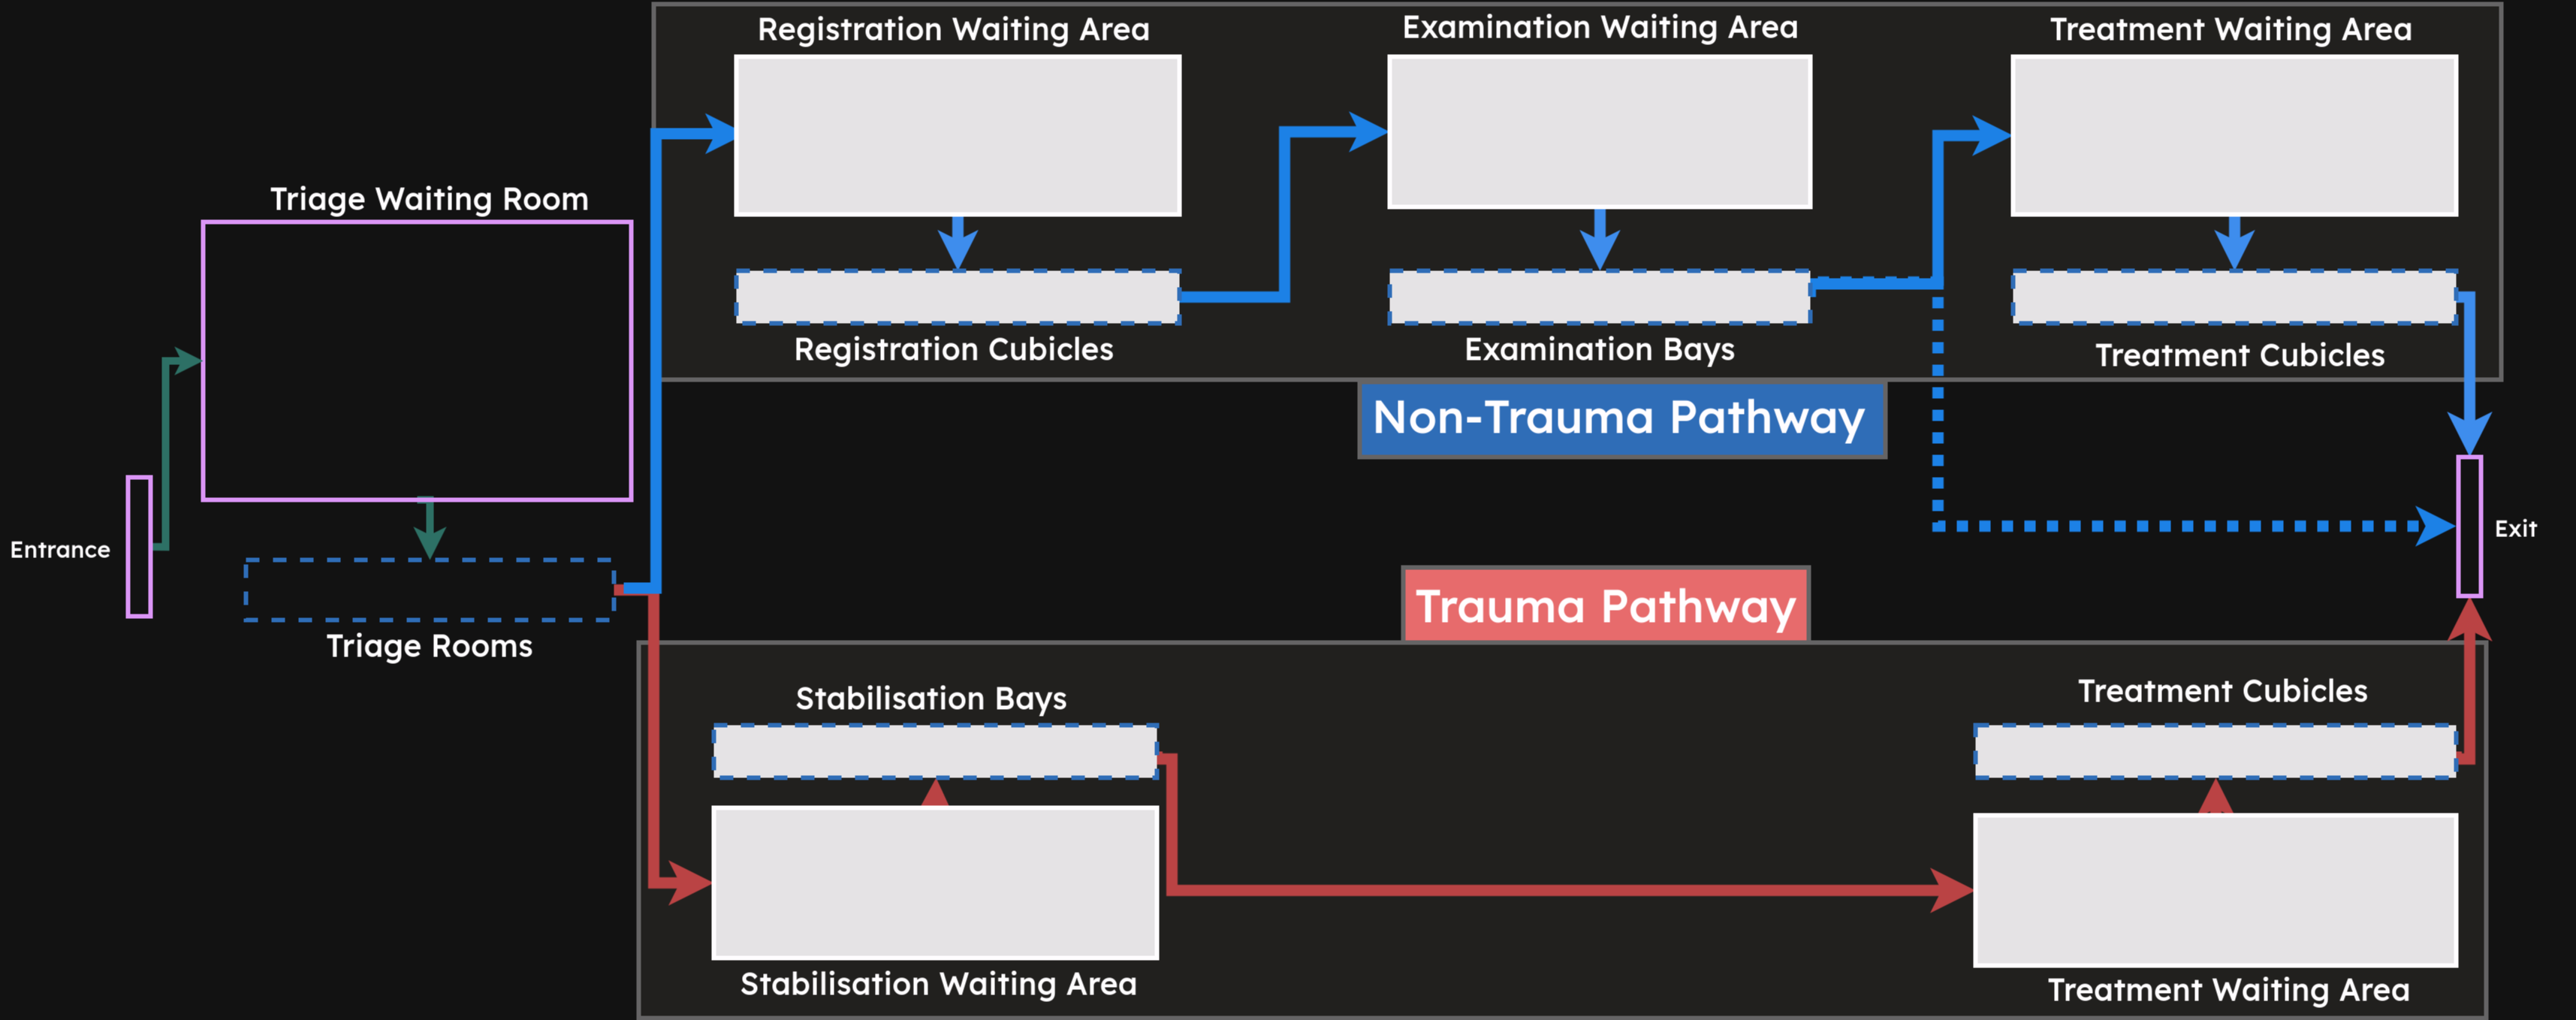 Registration Waiting Area
Examination Waiting Area
Treatment Waiting Area
Triage Waiting Room
Registration Cubicles
Examination Bays
Treatment Cubicles
Non-Trauma Pathway
Entrance
Exit
Triage Rooms
Trauma Pathway
Stabilisation Bays
Treatment Cubicles
Stabilisation Waiting Area
Treatment Waiting Area